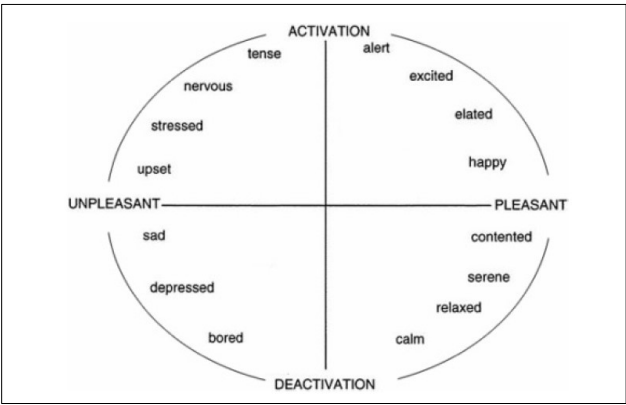 ACTIVATION
tense
alert
nervous
excited
stressed
elated
upset
happy
UNPLEASANT
PLEASANT
sad
contented
depressed
serene
relaxed
bored
calm
DEACTIVATION